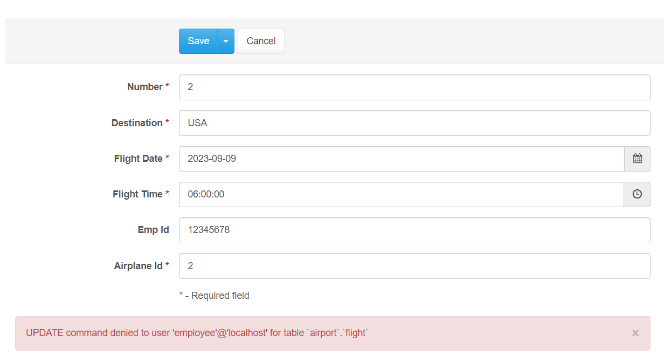 Save Cancel
Number * 2
Destination * USA
Flight Date * 2023-09-09
Flight Time * 06:00:00
Emp Id 12345678
Airplane Id * 2
* - Required field
UPDATE command denied to user 'employee'@'localhost' for table `airport`.`flight` ×